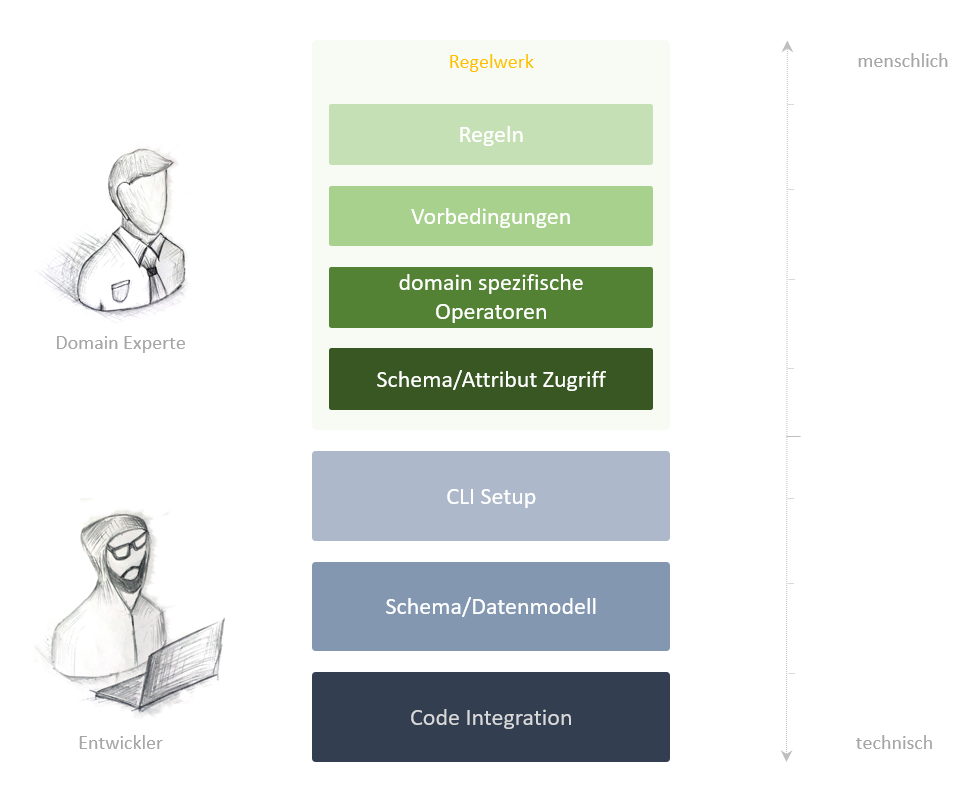 Regelwerk
menschlich
Regeln
Vorbedingungen
domain spezifische
Operatoren
Domain Experte
Schema/Attribut Zugriff
CLI Setup
Schema/Datenmodell
Code Integration
Entwickler
technisch